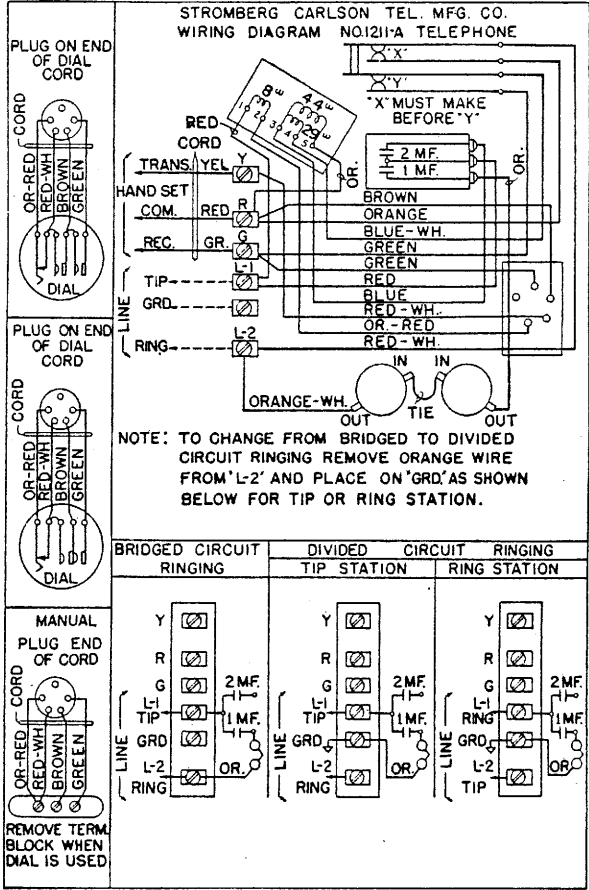 STROMBERG CARLSON TEL. MFG. CO.
WIRING DIAGRAM NO.1211-A TELEPHONE
PLUG ON END
OF DIAL
CORD
CORD
OR-RED
RED-WH
BROWN
GREEN
DIAL
PLUG ON END
OF DIAL
CORD
CORD
OR-RED
RED-WH
BROWN
GREEN
DIAL
MANUAL
PLUG END
OF CORD
CORD
OR-RED
RED-WH
BROWN
GREEN
REMOVE TERM.
BLOCK WHEN
DIAL IS USED
"X"
"Y"
"X" MUST MAKE
BEFORE "Y"
8ω
44ω
29ω
1 2 3 4 5
RED
CORD
TRANS. YEL. Y
HAND SET
COM. RED R
REC. GR. G
LINE
TIP L-1
GRD.
RING L-2
OR.
2 MF.
1 MF.
OR.
BROWN
ORANGE
BLUE-WH.
GREEN
GREEN
RED
BLUE
RED-WH.
OR.-RED
RED-WH.
ORANGE-WH.
IN IN
OUT TIE OUT
NOTE: TO CHANGE FROM BRIDGED TO DIVIDED
CIRCUIT RINGING REMOVE ORANGE WIRE
FROM "L-2" AND PLACE ON "GRD," AS SHOWN
BELOW FOR TIP OR RING STATION.
BRIDGED CIRCUIT
RINGING
DIVIDED CIRCUIT RINGING
TIP STATION RING STATION
Y
R
G
2 MF.
L-1
TIP
1 MF.
GRD
LINE
L-2
OR.
RING
Y
R
G
2 MF.
L-1
TIP
1 MF.
GRD
LINE
L-2
OR.
RING
Y
R
G
2 MF.
L-1
RING
1 MF.
GRD
LINE
L-2
OR.
TIP